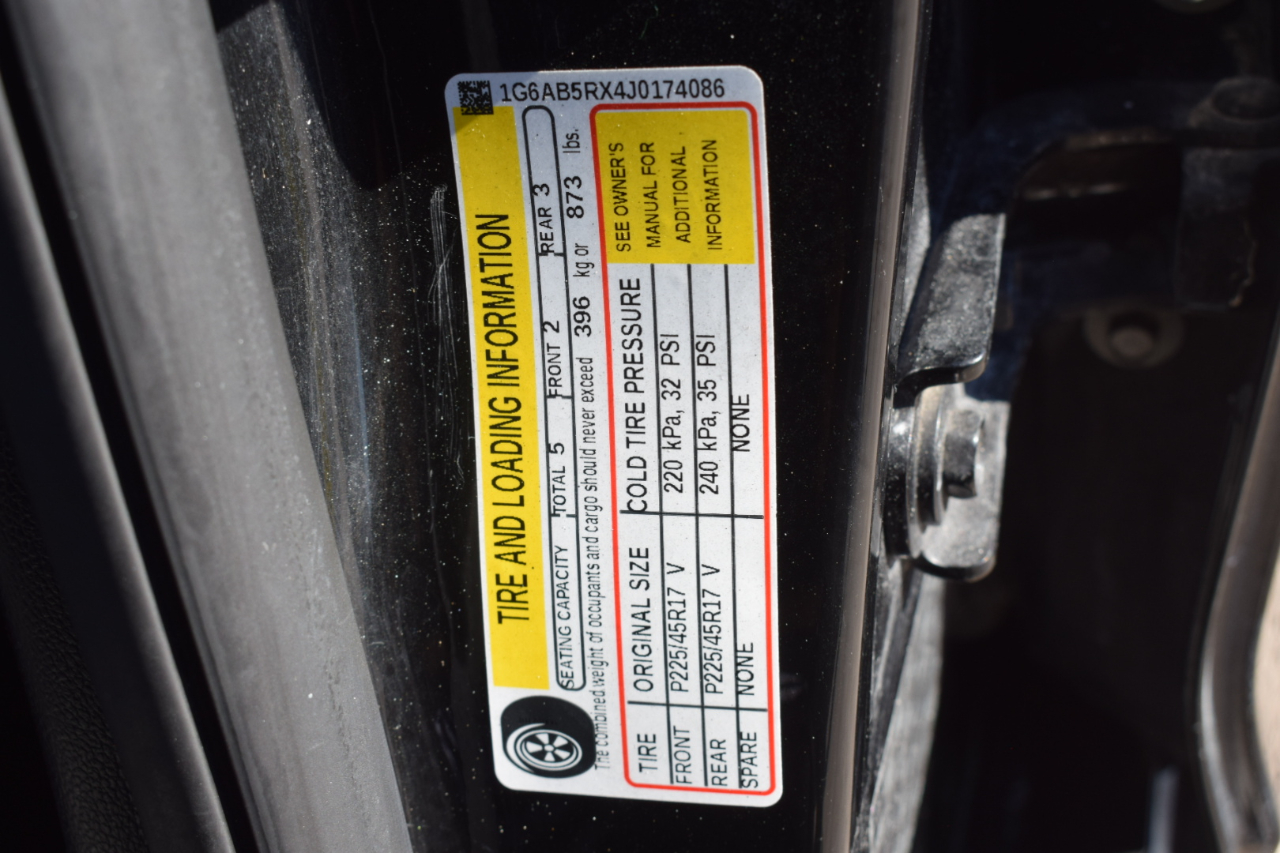 1G6AB5RX4J0174086
TIRE AND LOADING INFORMATION
SEATING CAPACITY TOTAL 5 FRONT 2 REAR 3
The combined weight of occupants and cargo should never exceed 396 kg or 873 lbs.
TIRE ORIGINAL SIZE COLD TIRE PRESSURE
FRONT P225/45R17 V 220 kPa, 32 PSI
REAR P225/45R17 V 240 kPa, 35 PSI
SPARE NONE NONE
SEE OWNER'S
MANUAL FOR
ADDITIONAL
INFORMATION